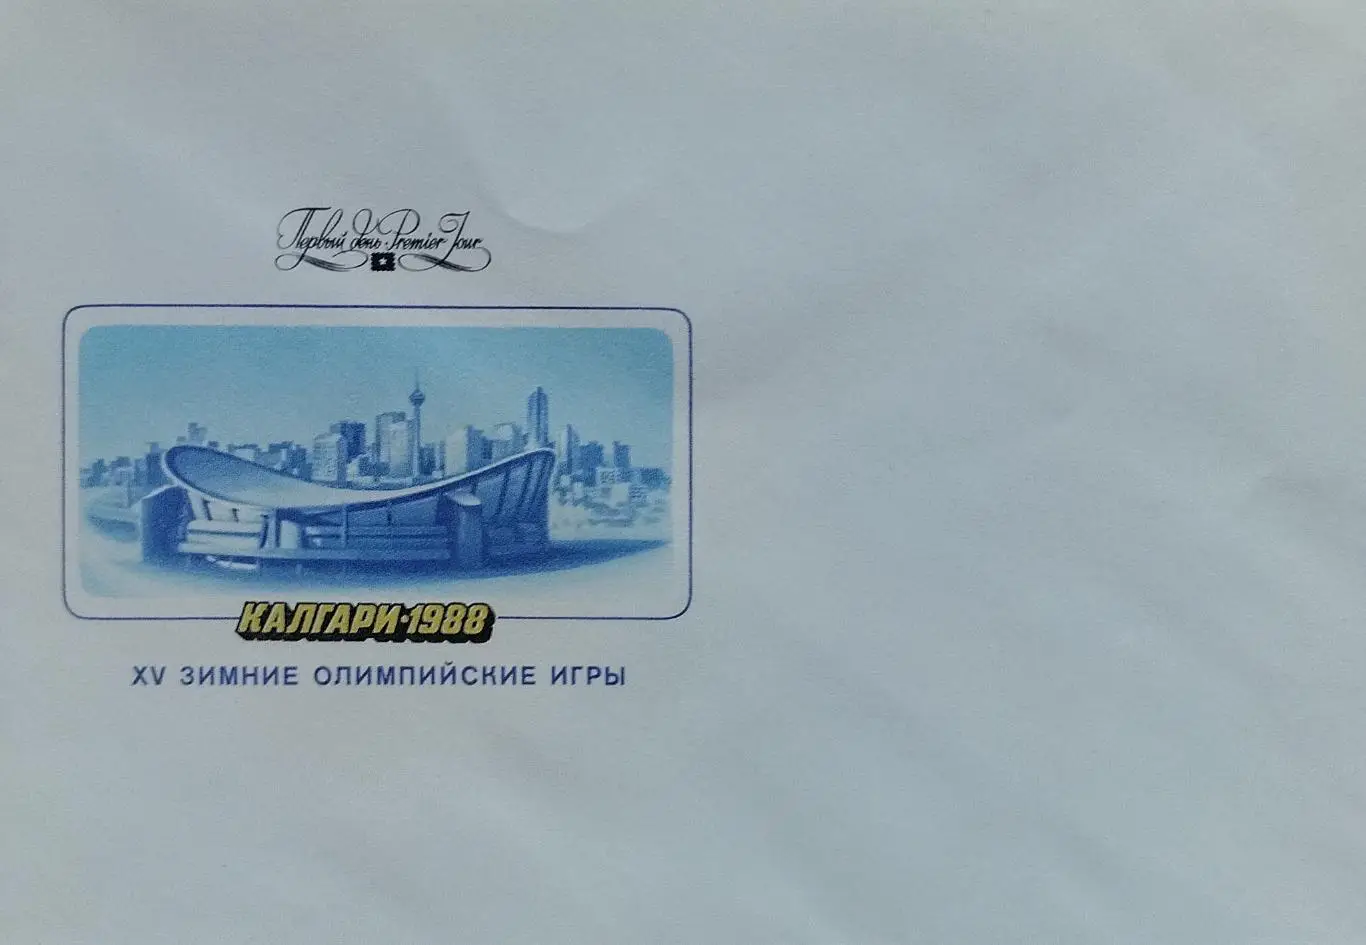 Первый день · Premier Jour
КАЛГАРИ·1988
XV ЗИМНИЕ ОЛИМПИЙСКИЕ ИГРЫ